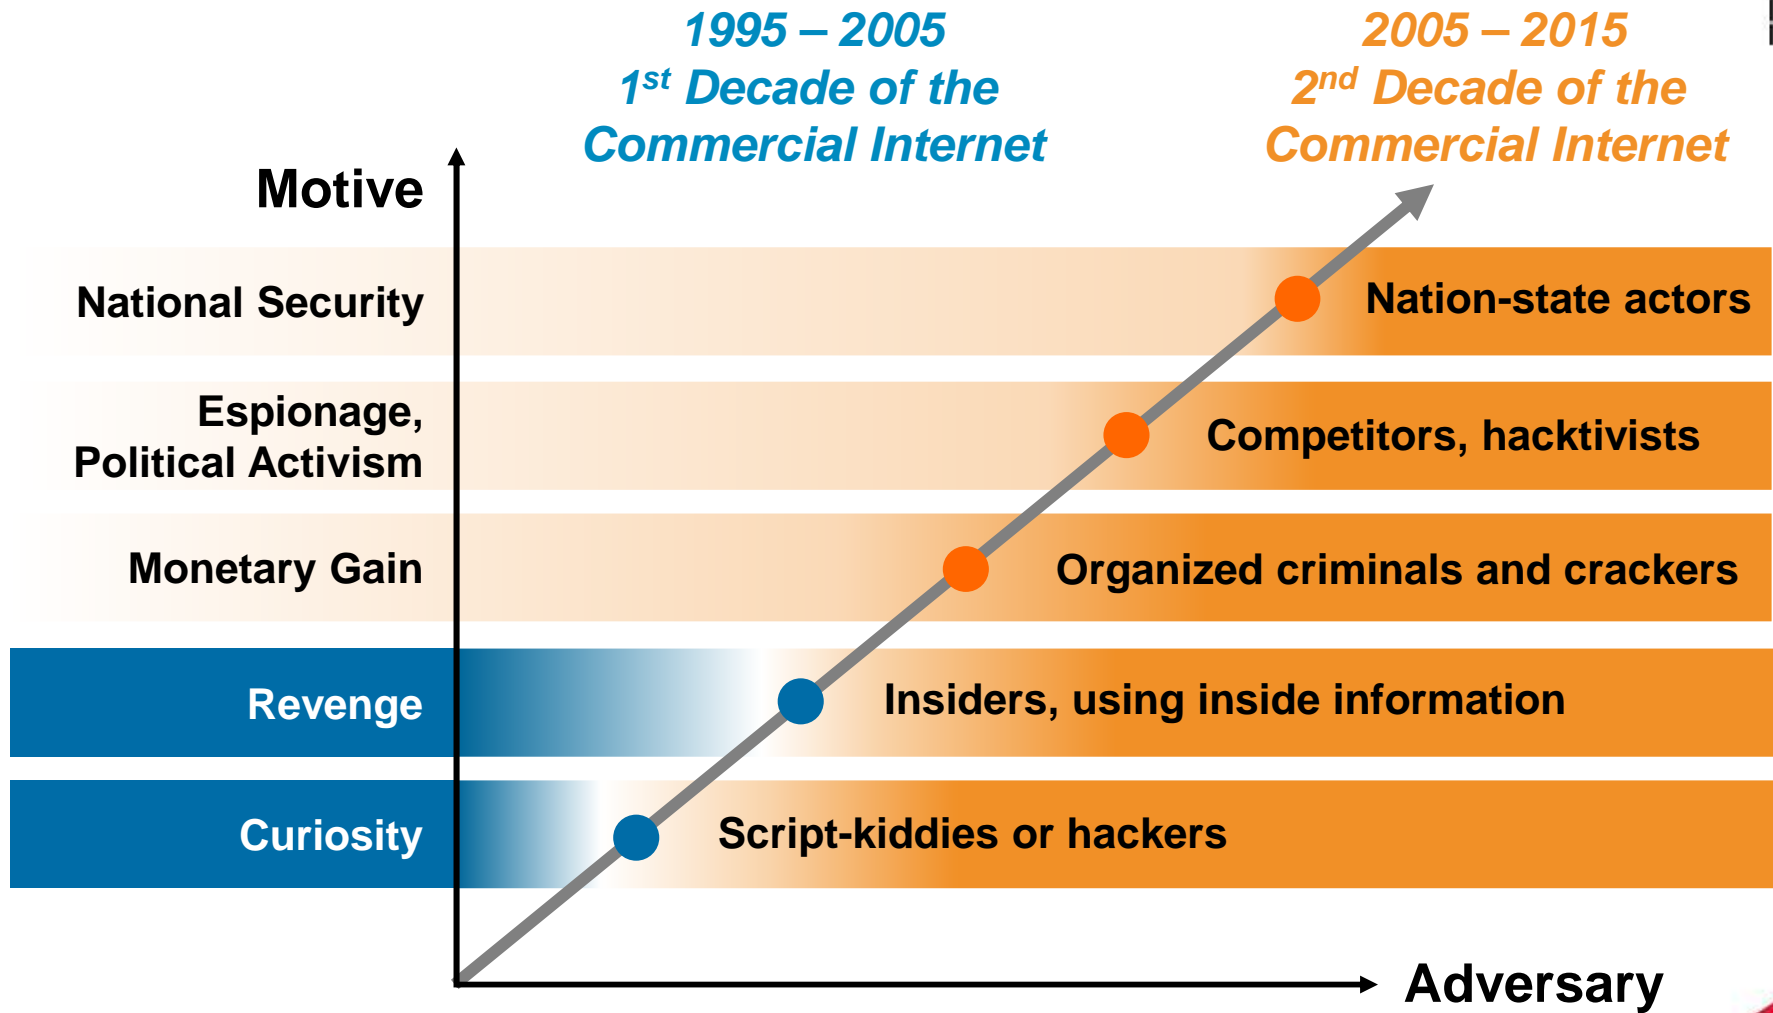 1995 – 2005
1st Decade of the
Commercial Internet
2005 – 2015
2nd Decade of the
Commercial Internet
Motive
National Security
Nation-state actors
Espionage,
Political Activism
Competitors, hacktivists
Monetary Gain
Organized criminals and crackers
Revenge
Insiders, using inside information
Curiosity
Script-kiddies or hackers
Adversary